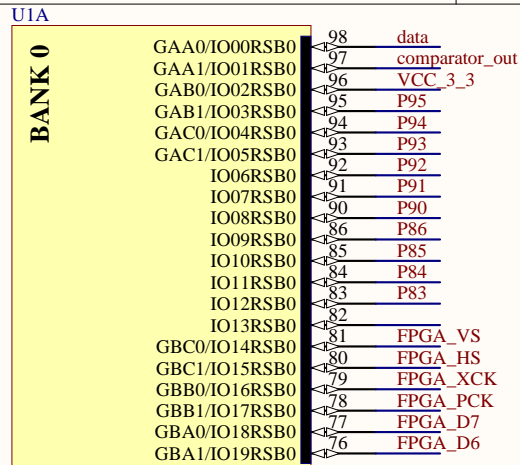 U1A
BANK 0
GAA0/IO00RSB0 98 data
GAA1/IO01RSB0 97 comparator_out
GAB0/IO02RSB0 96 VCC_3_3
GAB1/IO03RSB0 95 P95
GAC0/IO04RSB0 94 P94
GAC1/IO05RSB0 93 P93
IO06RSB0 92 P92
IO07RSB0 91 P91
IO08RSB0 90 P90
IO09RSB0 86 P86
IO10RSB0 85 P85
IO11RSB0 84 P84
IO12RSB0 83 P83
IO13RSB0 82
GBC0/IO14RSB0 81 FPGA_VS
GBC1/IO15RSB0 80 FPGA_HS
GBB0/IO16RSB0 79 FPGA_XCK
GBB1/IO17RSB0 78 FPGA_PCK
GBA0/IO18RSB0 77 FPGA_D7
GBA1/IO19RSB0 76 FPGA_D6